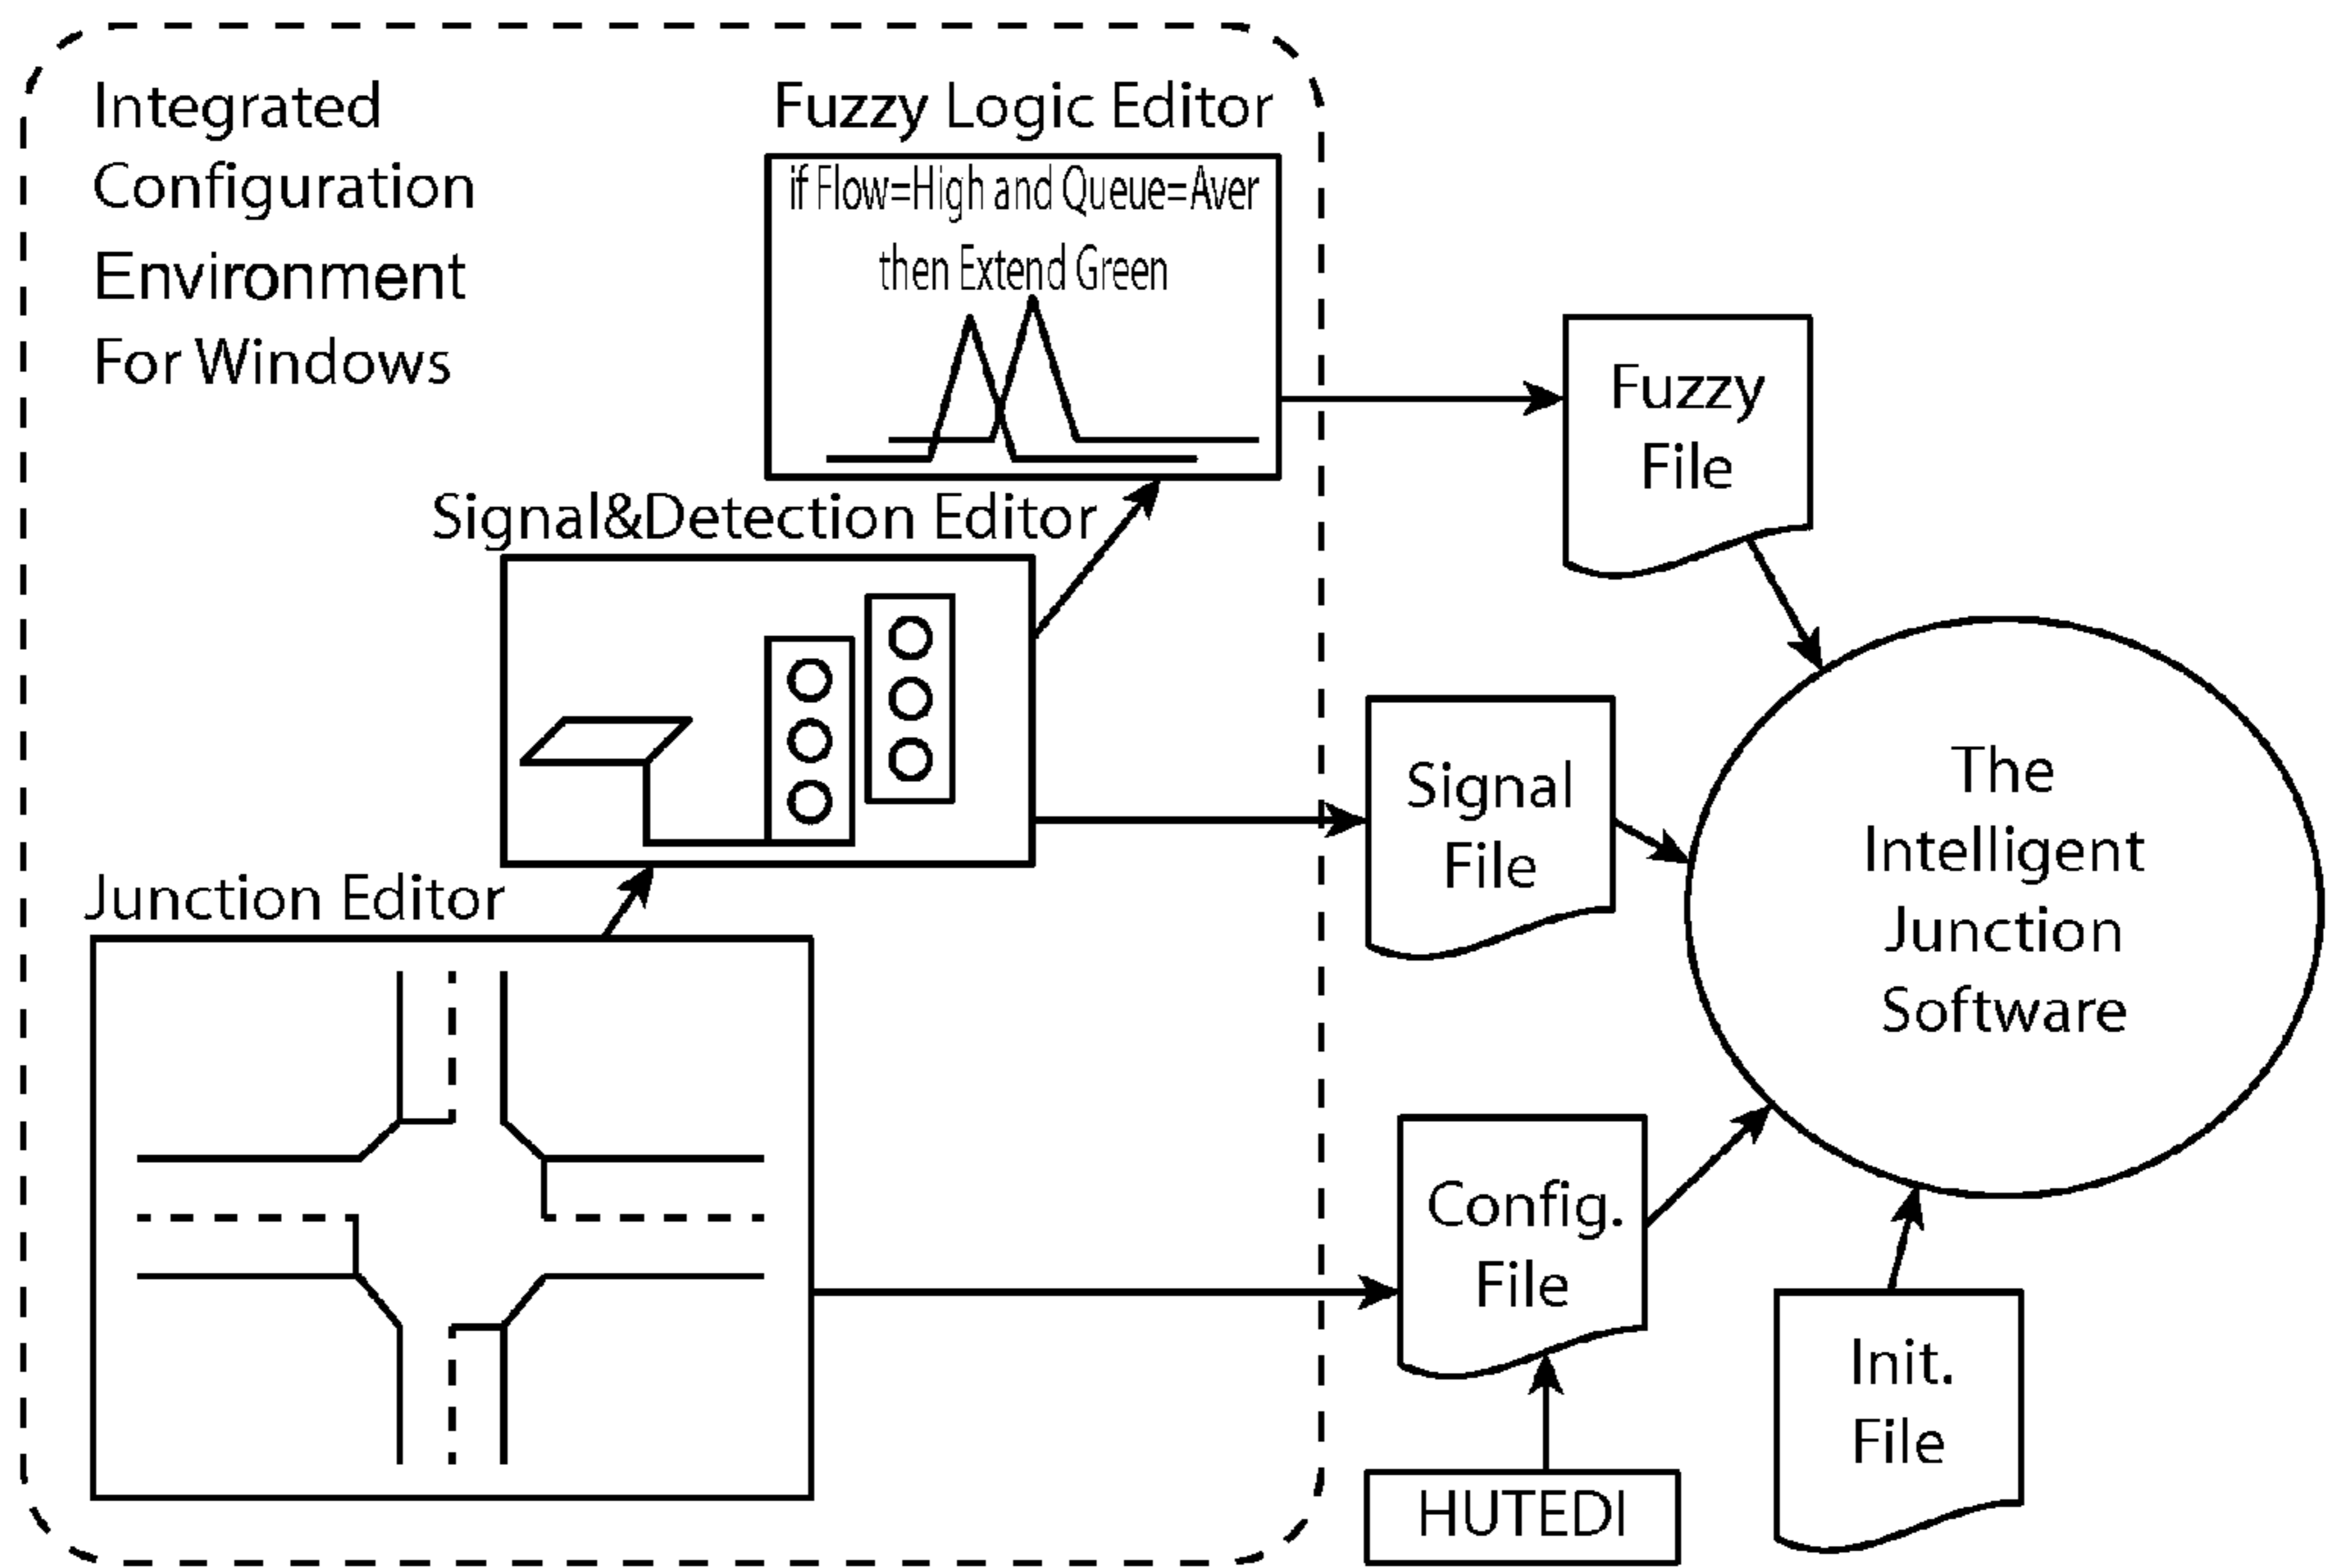 Integrated
Configuration
Environment
For Windows
Fuzzy Logic Editor
if Flow=High and Queue=Aver
then Extend Green
Signal&Detection Editor
Junction Editor
Fuzzy
File
Signal
File
Config.
File
HUTEDI
Init.
File
The
Intelligent
Junction
Software